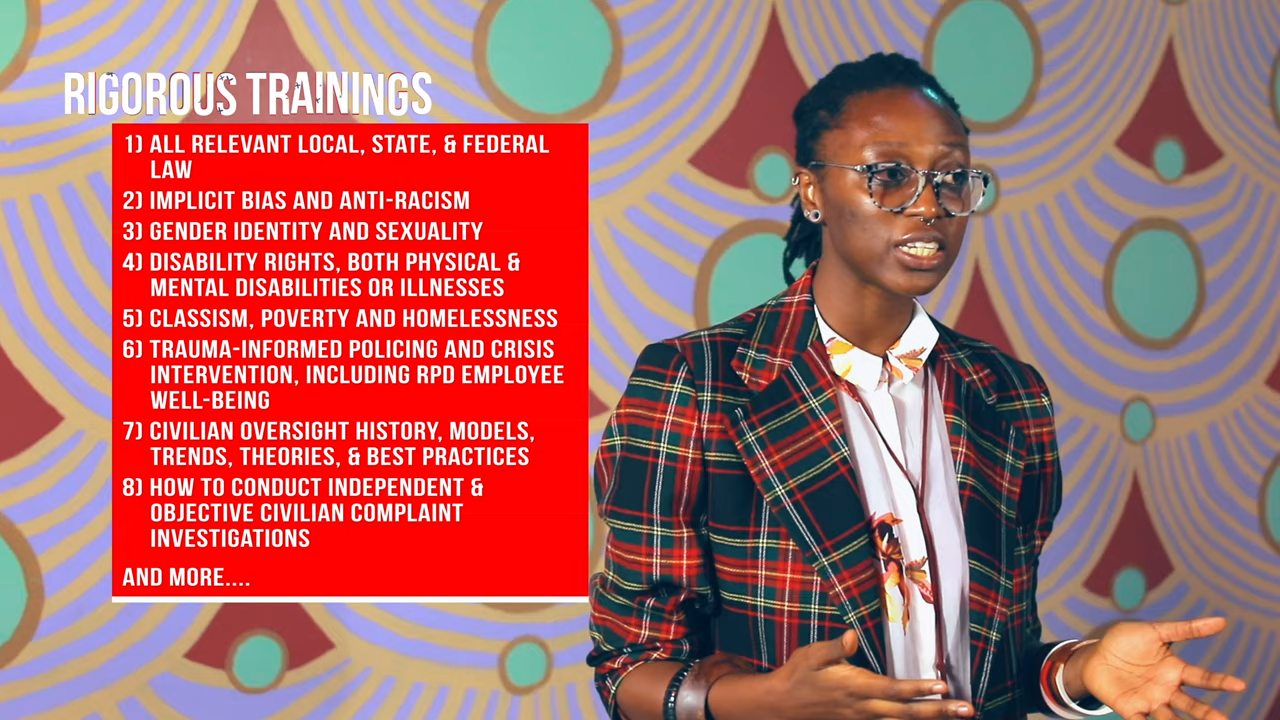 RIGOROUS TRAININGS
1) ALL RELEVANT LOCAL, STATE, & FEDERAL
LAW
2) IMPLICIT BIAS AND ANTI-RACISM
3) GENDER IDENTITY AND SEXUALITY
4) DISABILITY RIGHTS, BOTH PHYSICAL &
MENTAL DISABILITIES OR ILLNESSES
5) CLASSISM, POVERTY AND HOMELESSNESS
6) TRAUMA-INFORMED POLICING AND CRISIS
INTERVENTION, INCLUDING RPD EMPLOYEE
WELL-BEING
7) CIVILIAN OVERSIGHT HISTORY, MODELS,
TRENDS, THEORIES, & BEST PRACTICES
8) HOW TO CONDUCT INDEPENDENT &
OBJECTIVE CIVILIAN COMPLAINT
INVESTIGATIONS
AND MORE....